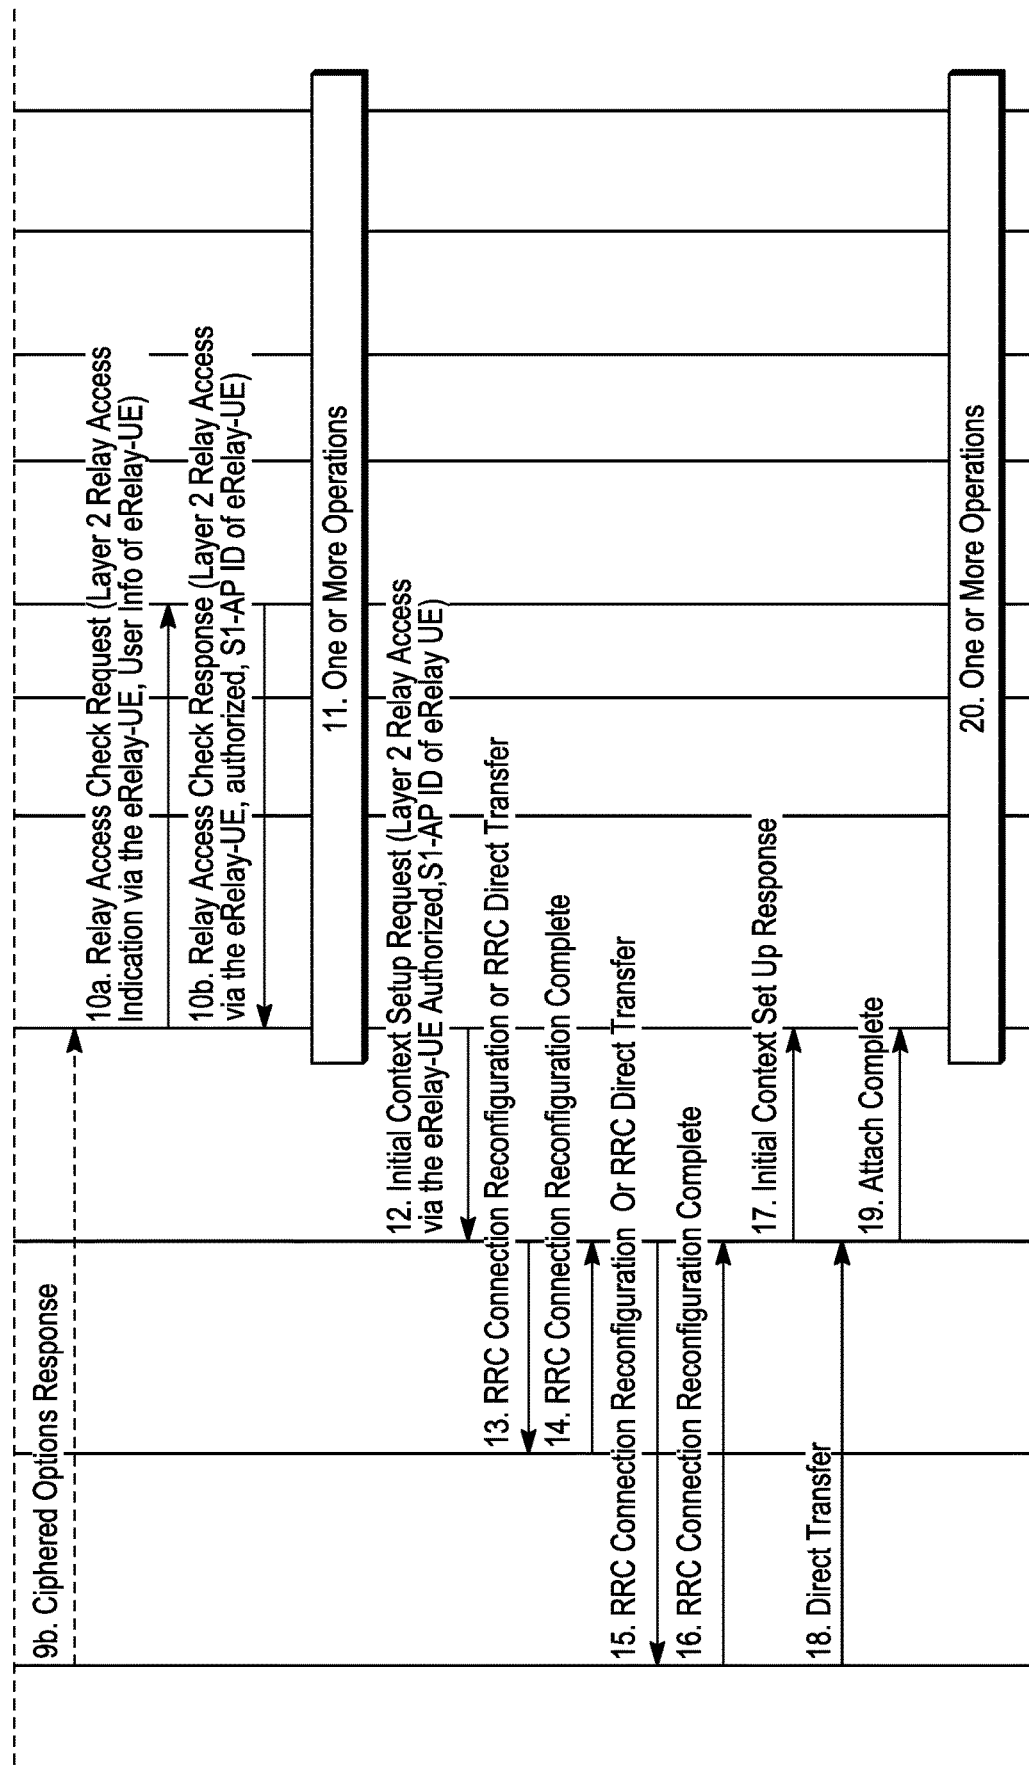 9b. Ciphered Options Response
10a. Relay Access Check Request (Layer 2 Relay Access
Indication via the eRelay-UE, User Info of eRelay-UE)
10b. Relay Access Check Response (Layer 2 Relay Access
via the eRelay-UE, authorized, S1-AP ID of eRelay-UE)
11. One or More Operations
12. Initial Context Setup Request (Layer 2 Relay Access
via the eRelay-UE Authorized,S1-AP ID of eRelay UE)
13. RRC Connection Reconfiguration or RRC Direct Transfer
14. RRC Connection Reconfiguration Complete
15. RRC Connection Reconfiguration Or RRC Direct Transfer
16. RRC Connection Reconfiguration Complete
17. Initial Context Set Up Response
18. Direct Transfer
19. Attach Complete
20. One or More Operations